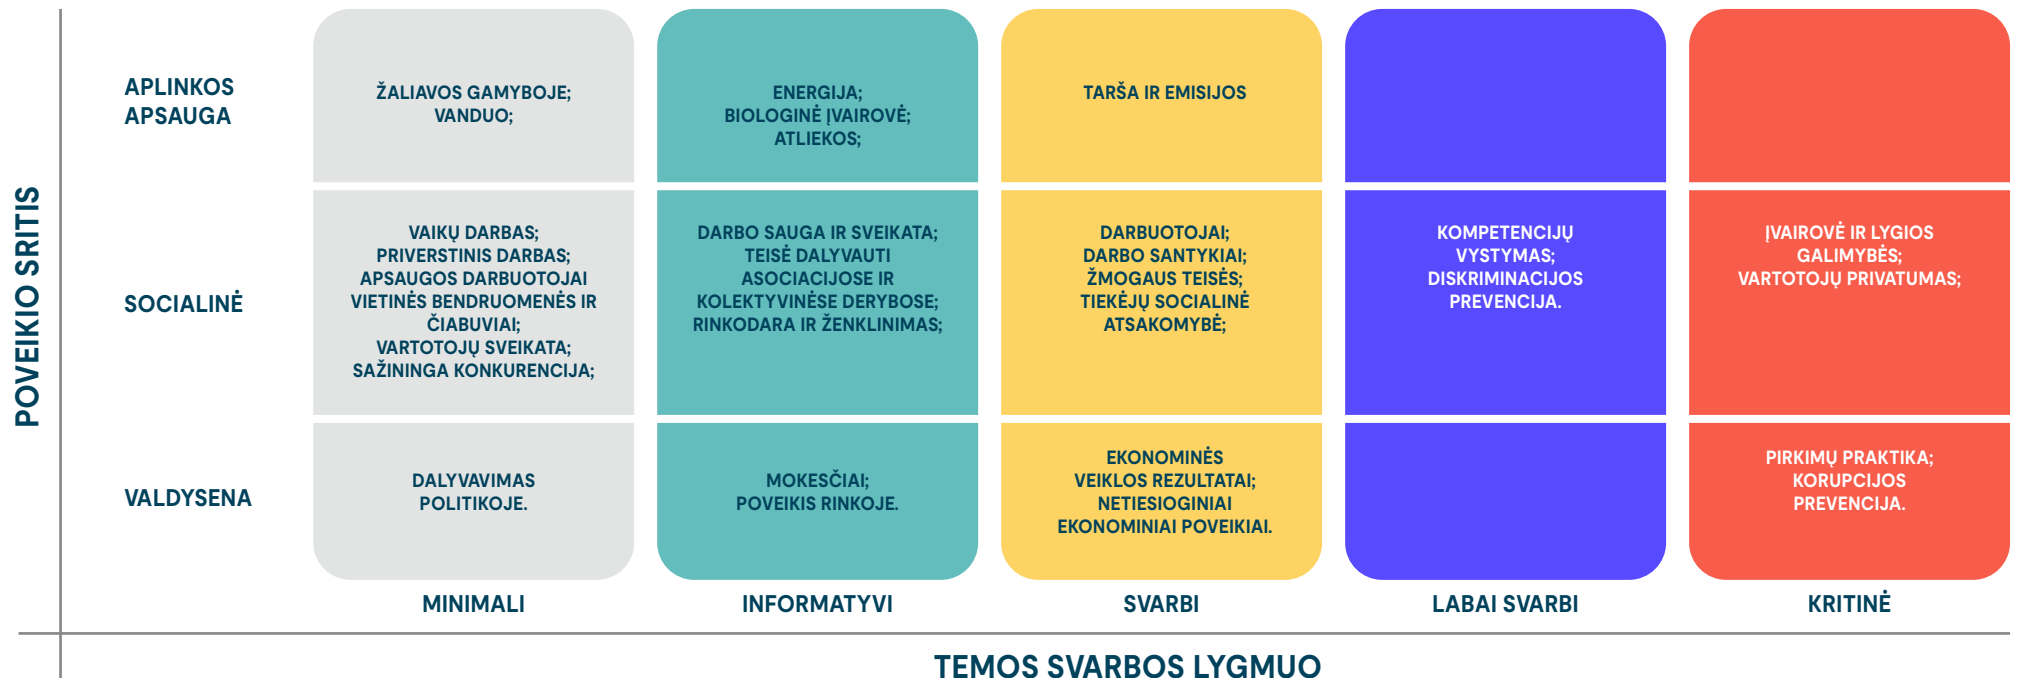 POVEIKIO SRITIS
APLINKOS
APSAUGA
ŽALIAVOS GAMYBOJE;
VANDUO;
ENERGIJA;
BIOLOGINĖ ĮVAIROVĖ;
ATLIEKOS;
TARŠA IR EMISIJOS
SOCIALINĖ
VAIKŲ DARBAS;
PRIVERSTINIS DARBAS;
APSAUGOS DARBUOTOJAI
VIETINĖS BENDRUOMENĖS IR
ČIABUVIAI;
VARTOTOJŲ SVEIKATA;
SAŽININGA KONKURENCIJA;
DARBO SAUGA IR SVEIKATA;
TEISĖ DALYVAUTI
ASOCIACIJOSE IR
KOLEKTYVINĖSE DERYBOSE;
RINKODARA IR ŽENKLINIMAS;
DARBUOTOJAI;
DARBO SANTYKIAI;
ŽMOGAUS TEISĖS;
TIEKĖJŲ SOCIALINĖ
ATSAKOMYBĖ;
KOMPETENCIJŲ
VYSTYMAS;
DISKRIMINACIJOS
PREVENCIJA.
ĮVAIROVĖ IR LYGIOS
GALIMYBĖS;
VARTOTOJŲ PRIVATUMAS;
VALDYSENA
DALYVAVIMAS
POLITIKOJE.
MOKESČIAI;
POVEIKIS RINKOJE.
EKONOMINĖS
VEIKLOS REZULTATAI;
NETIESIOGINIAI
EKONOMINIAI POVEIKIAI.
PIRKIMŲ PRAKTIKA;
KORUPCIJOS
PREVENCIJA.
MINIMALI
INFORMATYVI
SVARBI
LABAI SVARBI
KRITINĖ
TEMOS SVARBOS LYGMUO